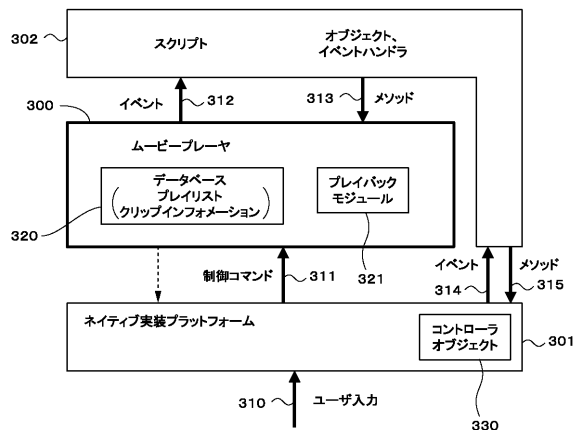 302
スクリプト
オブジェクト、
イベントハンドラ
300
イベント
312
313
メソッド
ムービープレーヤ
データベース
プレイリスト
クリップインフォメーション
320
プレイバック
モジュール
321
制御コマンド
311
イベント
314
メソッド
315
ネイティブ実装プラットフォーム
コントローラ
オブジェクト
301
330
310
ユーザ入力